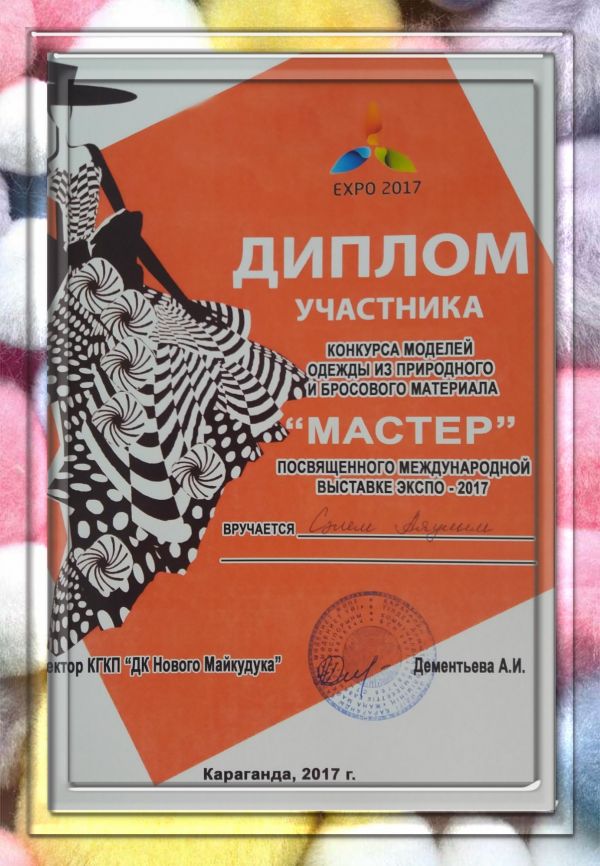 EXPO 2017
ДИПЛОМ
УЧАСТНИКА
КОНКУРСА МОДЕЛЕЙ
ОДЕЖДЫ ИЗ ПРИРОДНОГО
И БРОСОВОГО МАТЕРИАЛА
“МАСТЕР”
ПОСВЯЩЕННОГО МЕЖДУНАРОДНОЙ
ВЫСТАВКЕ ЭКСПО - 2017
ВРУЧАЕТСЯ
ектор КГКП “ДК Нового Майкудука”
Дементьева А.И.
Караганда, 2017 г.